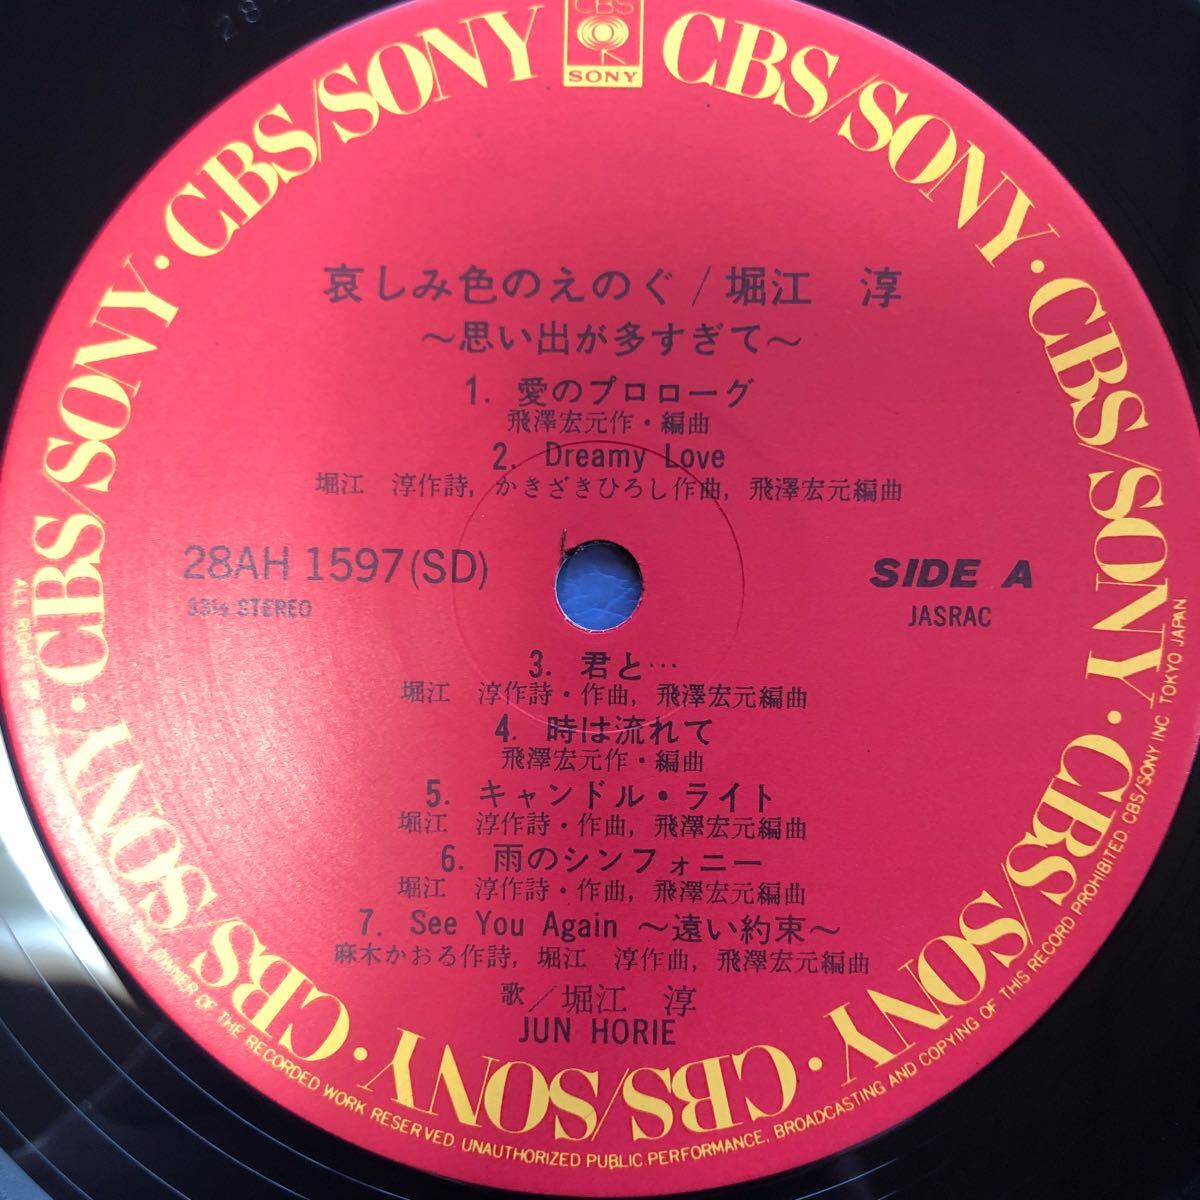 28
CBS
SONY
CBS/SONY・CBS/SONY・CBS/SONY・CBS/SONY・CBS/SONY・CBS/SONY・CBS/SONY・CBS/SONY
哀しみ色のえのぐ/堀江 淳
〜思い出が多すぎて〜
1. 愛のプロローグ
飛澤宏元作・編曲
2. Dreamy Love
堀江 淳作詩, かきざきひろし作曲, 飛澤宏元編曲
28AH 1597(SD)
33⅓ STEREO
SIDE A
JASRAC
3. 君と…
堀江 淳作詩・作曲, 飛澤宏元編曲
4. 時は流れて
飛澤宏元作・編曲
5. キャンドル・ライト
堀江 淳作詩・作曲, 飛澤宏元編曲
6. 雨のシンフォニー
堀江 淳作詩・作曲, 飛澤宏元編曲
7. See You Again 〜遠い約束〜
麻木かおる作詩, 堀江 淳作曲, 飛澤宏元編曲
歌/堀江 淳
JUN HORIE
ALL OWNER OF THE RECORDED WORK RESERVED. UNAUTHORIZED PUBLIC PERFORMANCE, BROADCASTING AND COPYING OF THIS RECORD PROHIBITED CBS/SONY INC. TOKYO JAPAN